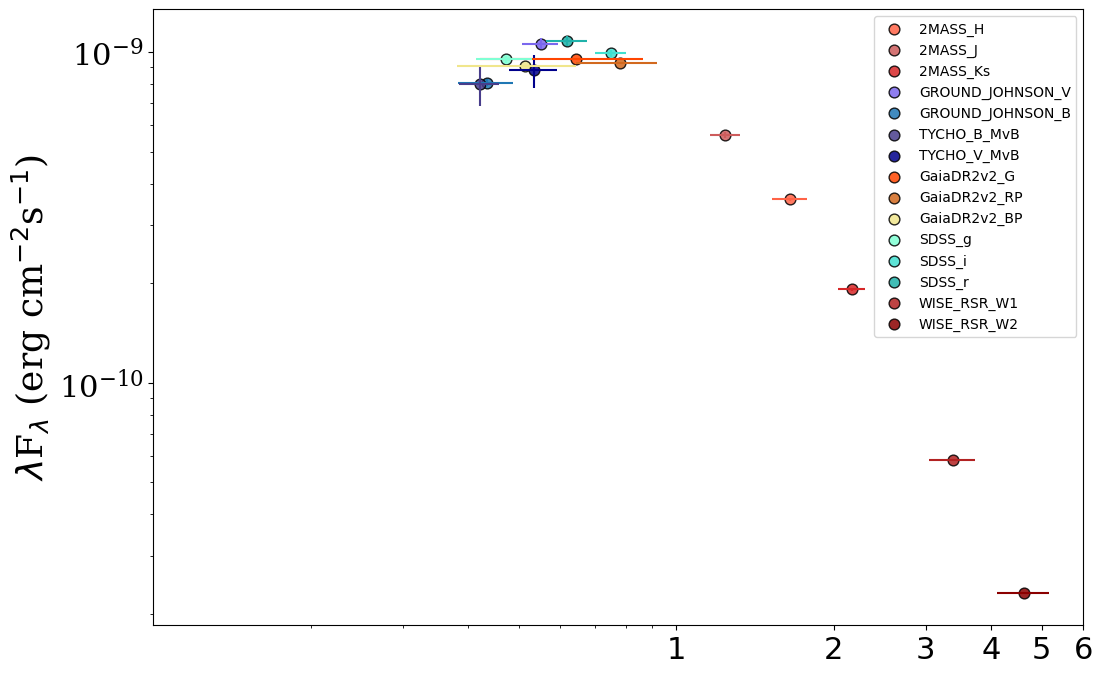 λF_λ (erg cm⁻²s⁻¹)
10⁻⁹
10⁻¹⁰
1 2 3 4 5 6
2MASS_H
2MASS_J
2MASS_Ks
GROUND_JOHNSON_V
GROUND_JOHNSON_B
TYCHO_B_MvB
TYCHO_V_MvB
GaiaDR2v2_G
GaiaDR2v2_RP
GaiaDR2v2_BP
SDSS_g
SDSS_i
SDSS_r
WISE_RSR_W1
WISE_RSR_W2